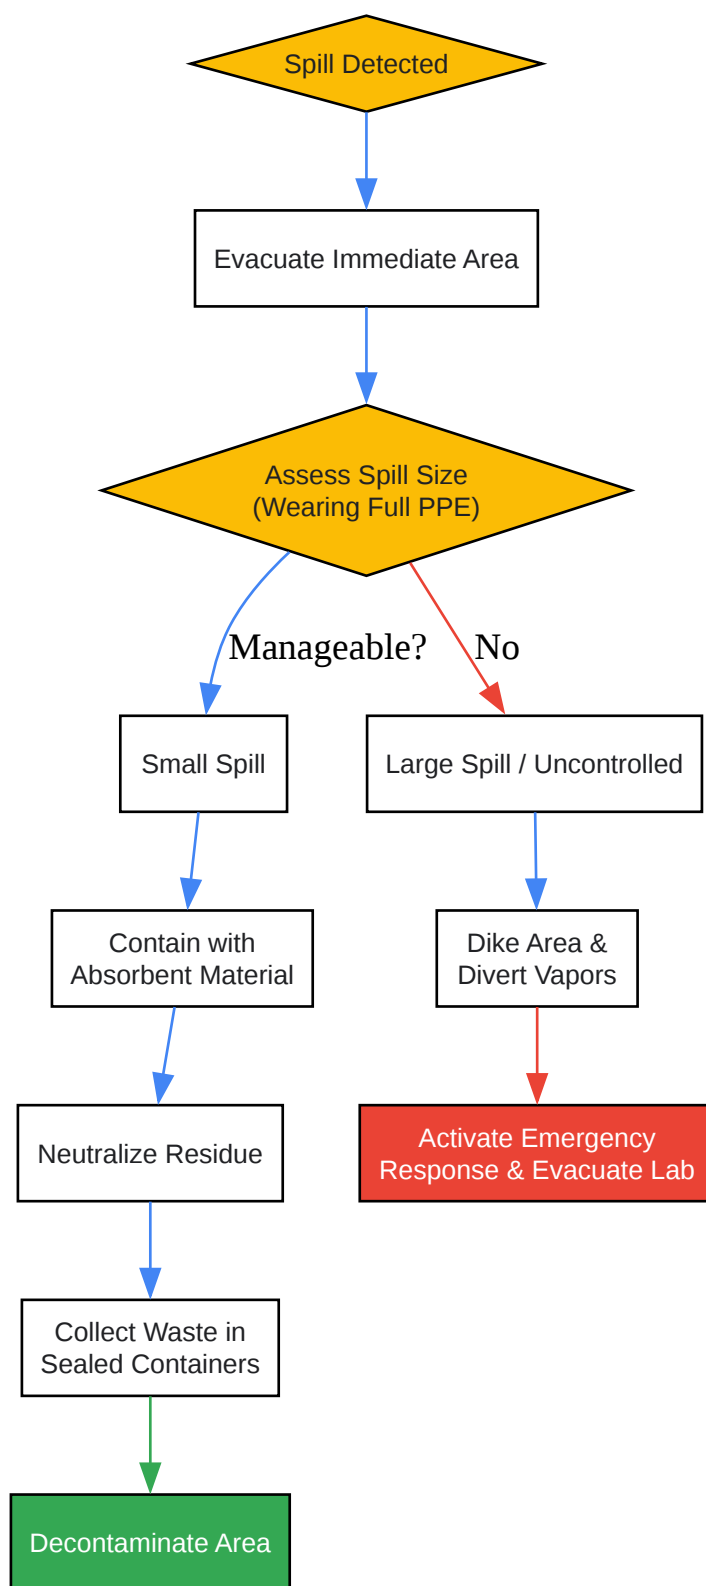 Spill Detected
Evacuate Immediate Area
Assess Spill Size
(Wearing Full PPE)
Manageable?
No
Small Spill
Large Spill / Uncontrolled
Contain with
Absorbent Material
Dike Area &
Divert Vapors
Neutralize Residue
Activate Emergency
Response & Evacuate Lab
Collect Waste in
Sealed Containers
Decontaminate Area